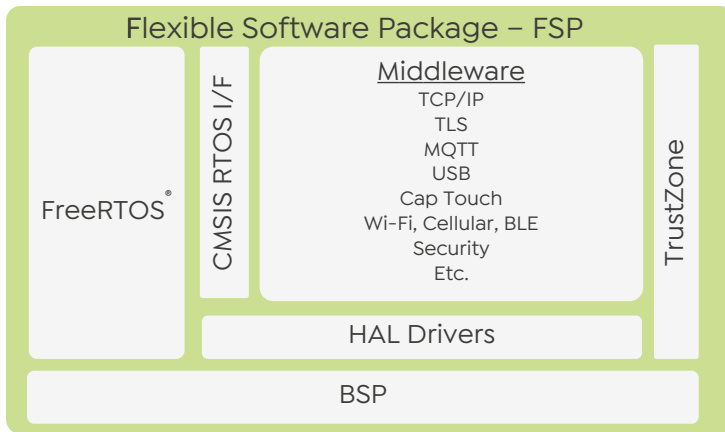 Flexible Software Package – FSP
FreeRTOS®
CMSIS RTOS I/F
Middleware
TCP/IP
TLS
MQTT
USB
Cap Touch
Wi-Fi, Cellular, BLE
Security
Etc.
TrustZone
HAL Drivers
BSP